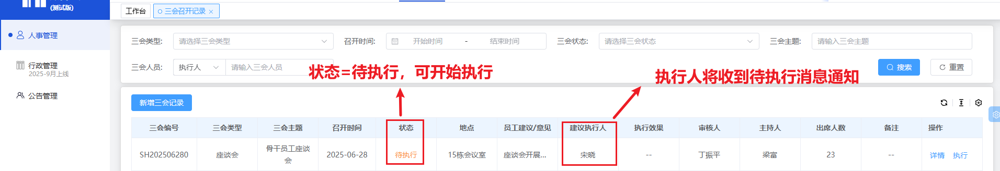 (测试版)
工作台
三会召开记录
人事管理
行政管理
2025-9月上线
公告管理
三会类型: 请选择三会类型 召开时间: 开始时间 - 结束时间 三会状态: 请选择三会状态 三会主题: 请输入三会主题
三会人员: 执行人 请输入三会人员 搜索 重置
状态=待执行，可开始执行
执行人将收到待执行消息通知
新增三会记录
三会编号 三会类型 三会主题 召开时间 状态 地点 员工建议/意见 建议执行人 执行效果 审核人 主持人 出席人数 备注 操作
SH202506280 座谈会 骨干员工座谈会 2025-06-28 待执行 15栋会议室 座谈会开展... 宋晓 -- 丁振平 梁富 23 -- 详情 执行